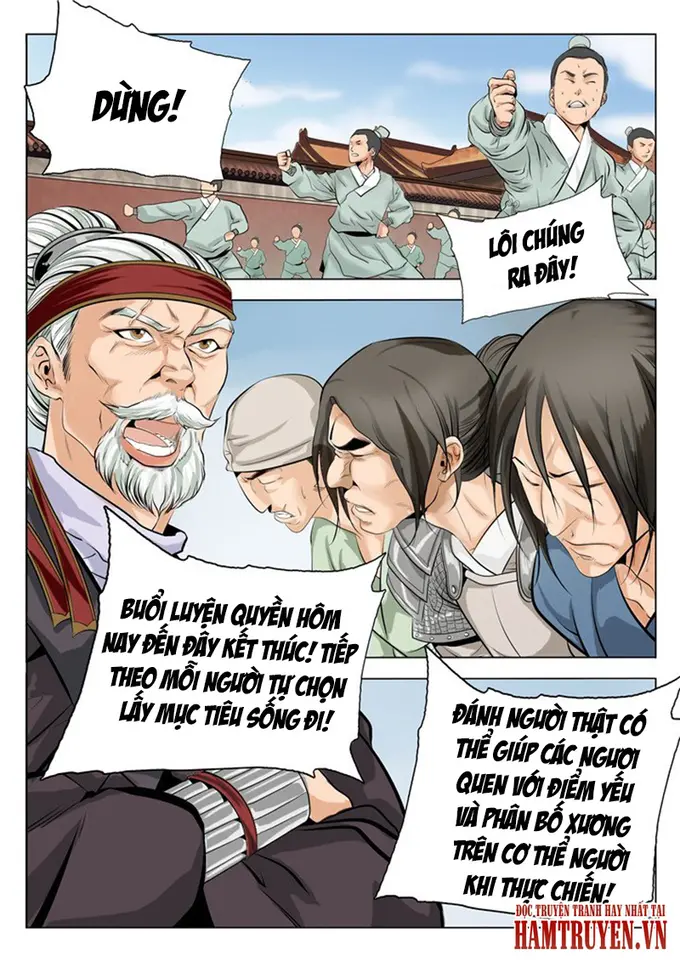 DỪNG!
LÔI CHÚNG
RA ĐÂY!
BUỔI LUYỆN QUYỀN HÔM
NAY ĐẾN ĐÂY KẾT THÚC! TIẾP
THEO MỖI NGƯỜI TỰ CHỌN
LẤY MỤC TIÊU SỐNG ĐI!
ĐÁNH NGƯỜI THẬT CÓ
THỂ GIÚP CÁC NGƯƠI
QUEN VỚI ĐIỂM YẾU
VÀ PHÂN BỐ XƯƠNG
TRÊN CƠ THỂ NGƯỜI
KHI THỰC CHIẾN!
ĐỌC TRUYỆN TRANH HAY NHẤT TẠI
HAMTRUYEN.VN